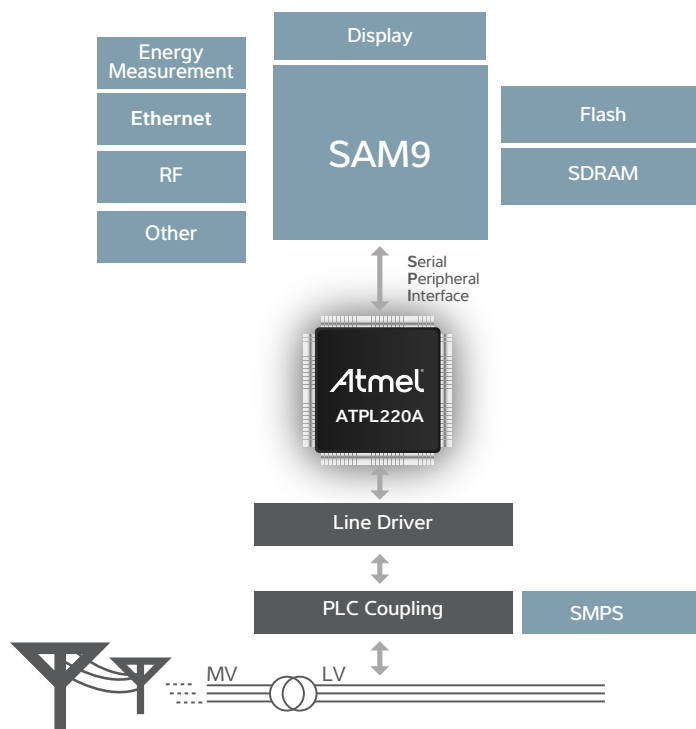 Display
Energy
Measurement
Ethernet
Flash
SAM9
RF
SDRAM
Other
Serial
Peripheral
Interface
Atmel
ATPL220A
Line Driver
PLC Coupling
SMPS
MV
LV